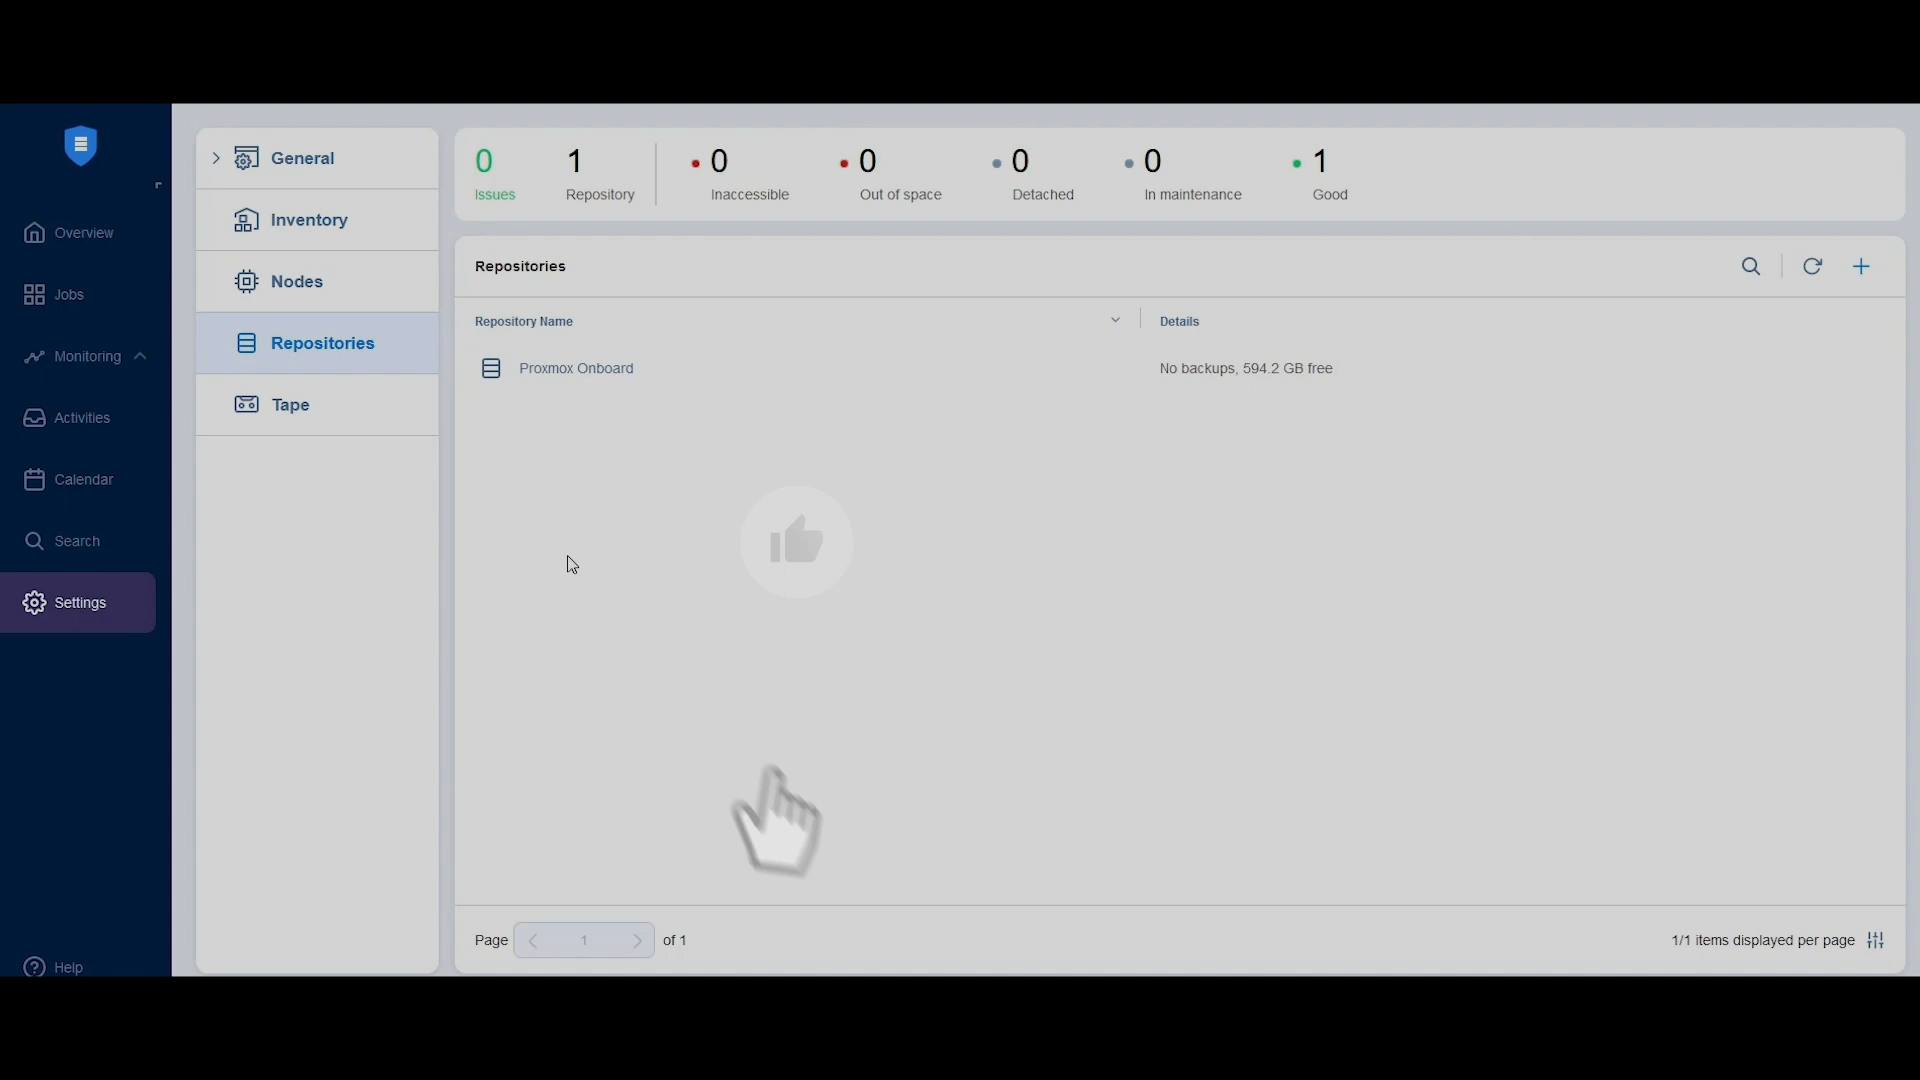 Overview
Jobs
Monitoring
Activities
Calendar
Search
Settings
Help
General
Inventory
Nodes
Repositories
Tape
0 1 0 0 0 0 1
Issues Repository Inaccessible Out of space Detached In maintenance Good
Repositories
Repository Name Details
Proxmox Onboard No backups, 594.2 GB free
Page 1 of 1 1/1 items displayed per page